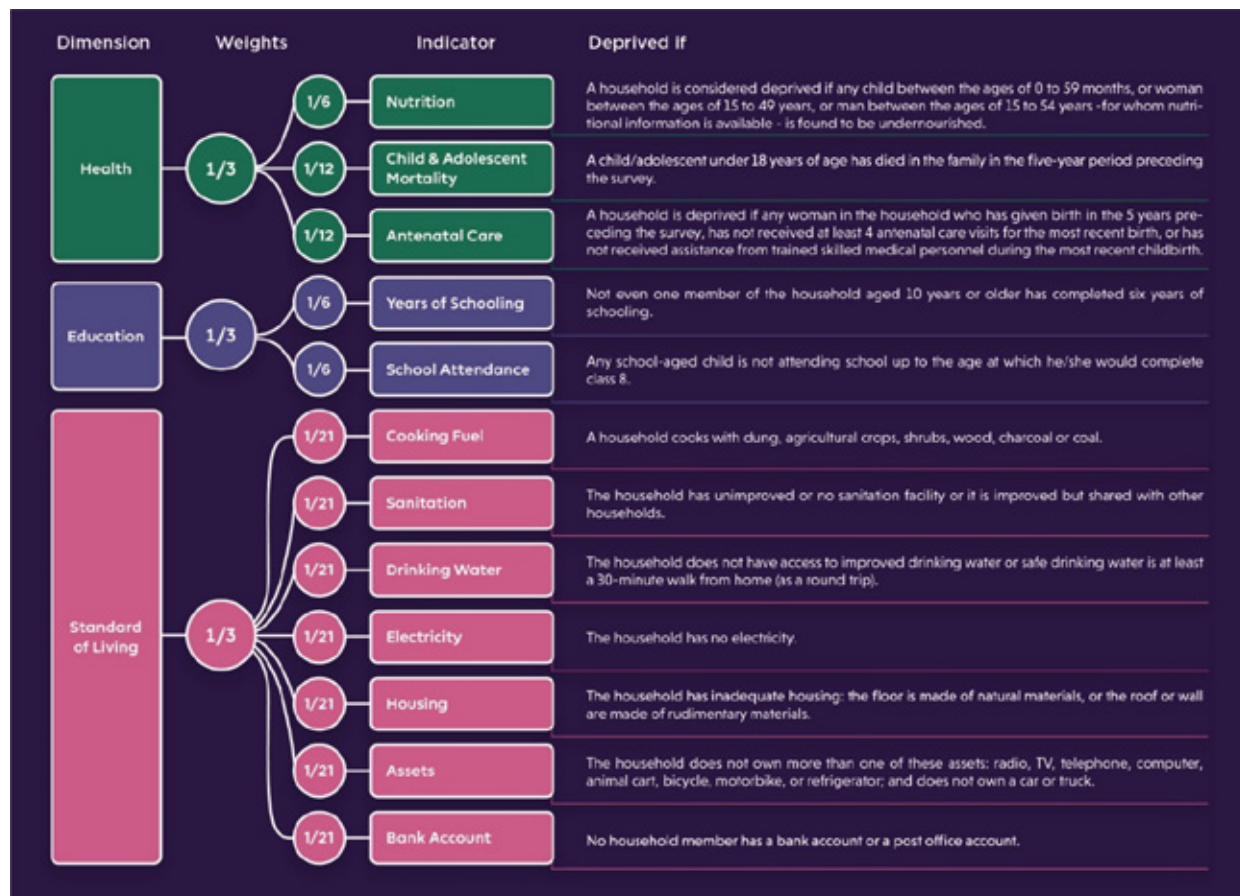 Dimension Weights Indicator Deprived if
Health
1/3
1/6
Nutrition
A household is considered deprived if any child between the ages of 0 to 59 months, or woman
between the ages of 15 to 49 years, or man between the ages of 15 to 54 years -for whom nutri-
tional information is available - is found to be undernourished.
1/12
Child & Adolescent
Mortality
A child/adolescent under 18 years of age has died in the family in the five-year period preceding
the survey.
1/12
Antenatal Care
A household is deprived if any woman in the household who has given birth in the 5 years pre-
ceding the survey, has not received at least 4 antenatal care visits for the most recent birth, or has
not received assistance from trained skilled medical personnel during the most recent childbirth.
Education
1/3
1/6
Years of Schooling
Not even one member of the household aged 10 years or older has completed six years of
schooling.
1/6
School Attendance
Any school-aged child is not attending school up to the age at which he/she would complete
class 8.
Standard
of Living
1/3
1/21
Cooking Fuel
A household cooks with dung, agricultural crops, shrubs, wood, charcoal or coal.
1/21
Sanitation
The household has unimproved or no sanitation facility or it is improved but shared with other
households.
1/21
Drinking Water
The household does not have access to improved drinking water or safe drinking water is at least
a 30-minute walk from home (as a round trip).
1/21
Electricity
The household has no electricity.
1/21
Housing
The household has inadequate housing: the floor is made of natural materials, or the roof or wall
are made of rudimentary materials.
1/21
Assets
The household does not own more than one of these assets: radio, TV, telephone, computer,
animal cart, bicycle, motorbike, or refrigerator; and does not own a car or truck.
1/21
Bank Account
No household member has a bank account or a post office account.